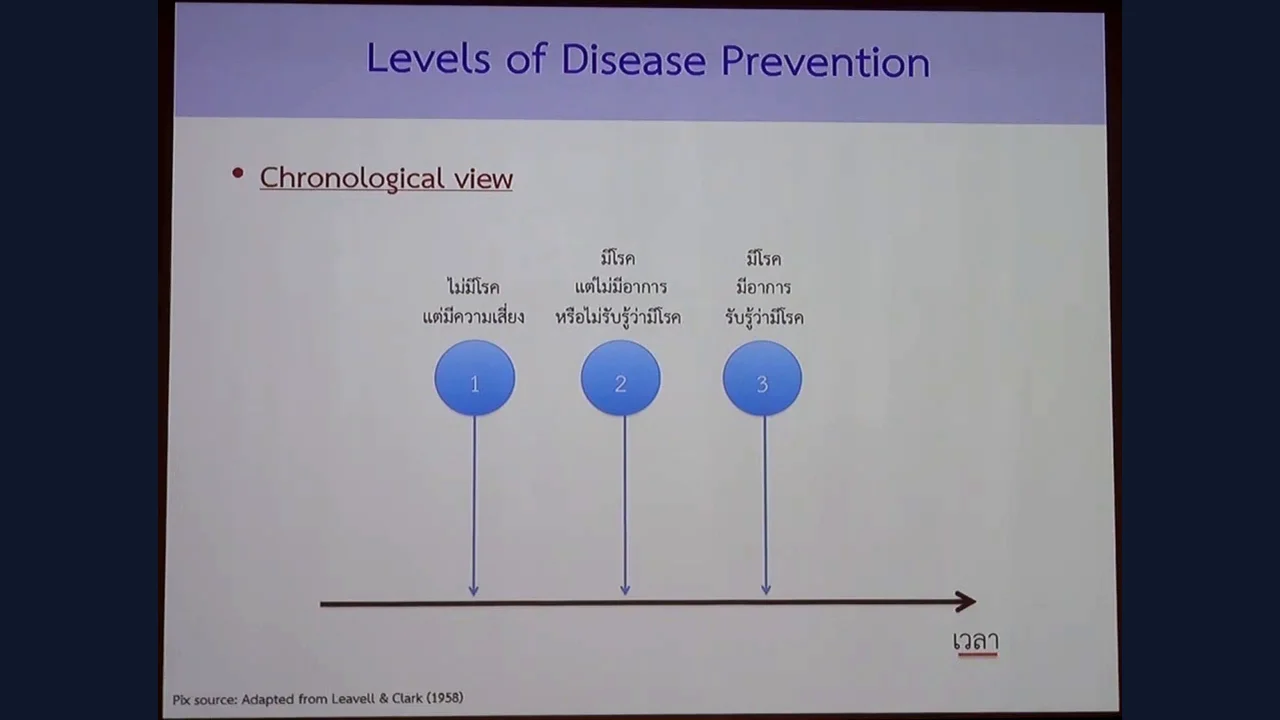 Levels of Disease Prevention
• Chronological view
ไม่มีโรค
แต่มีความเสี่ยง
มีโรค
แต่ไม่มีอาการ
หรือไม่รับรู้ว่ามีโรค
มีโรค
มีอาการ
รับรู้ว่ามีโรค
1
2
3
เวลา
Pix source: Adapted from Leavell & Clark (1958)